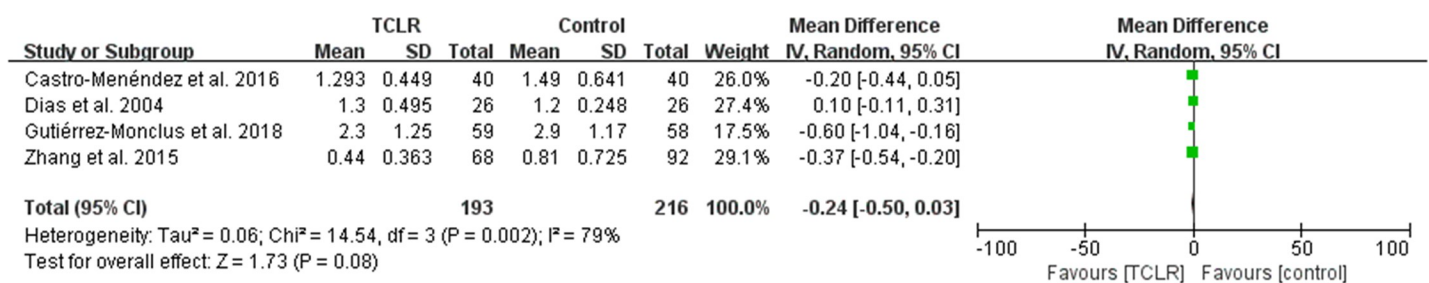 TCLR Control Mean Difference Mean Difference
Study or Subgroup Mean SD Total Mean SD Total Weight IV, Random, 95% CI IV, Random, 95% CI
Castro-Menéndez et al. 2016 1.293 0.449 40 1.49 0.641 40 26.0% -0.20 [-0.44, 0.05]
Dias et al. 2004 1.3 0.495 26 1.2 0.248 26 27.4% 0.10 [-0.11, 0.31]
Gutiérrez-Monclus et al. 2018 2.3 1.25 59 2.9 1.17 58 17.5% -0.60 [-1.04, -0.16]
Zhang et al. 2015 0.44 0.363 68 0.81 0.725 92 29.1% -0.37 [-0.54, -0.20]
Total (95% CI) 193 216 100.0% -0.24 [-0.50, 0.03]
Heterogeneity: Tau² = 0.06; Chi² = 14.54, df = 3 (P = 0.002); I² = 79%
Test for overall effect: Z = 1.73 (P = 0.08)
-100 -50 0 50 100
Favours [TCLR] Favours [control]